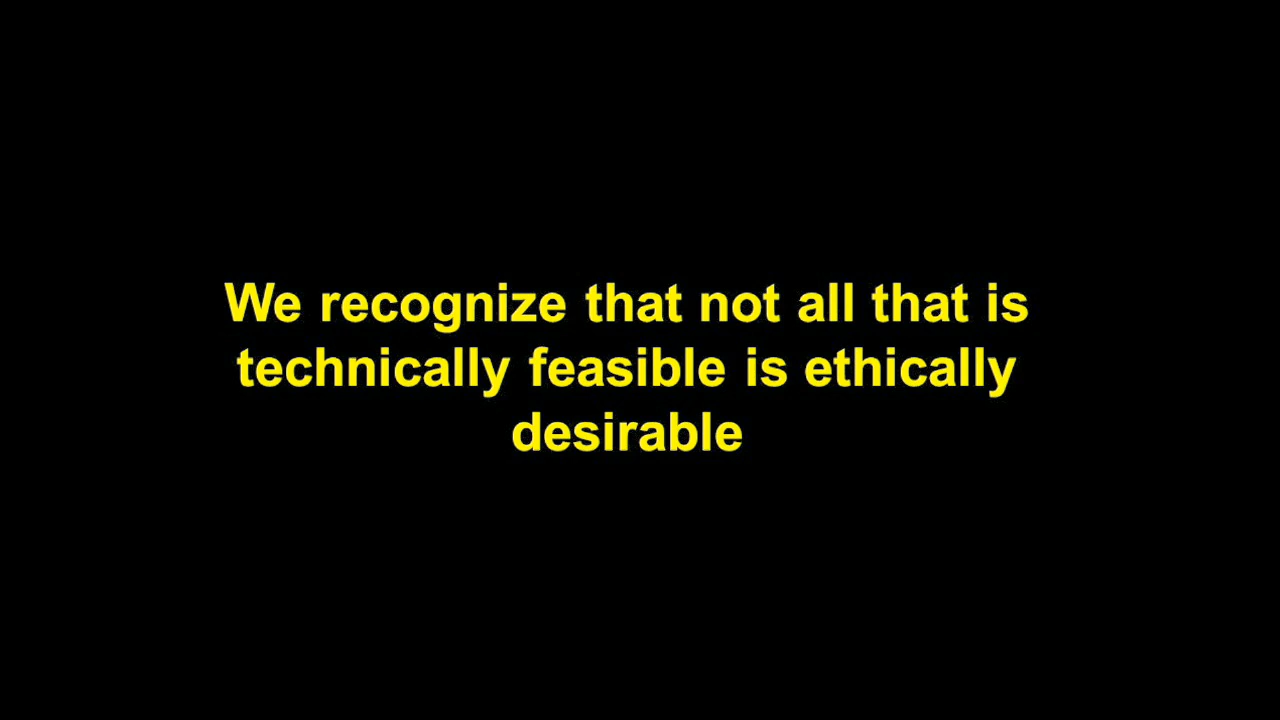 We recognize that not all that is
technically feasible is ethically
desirable